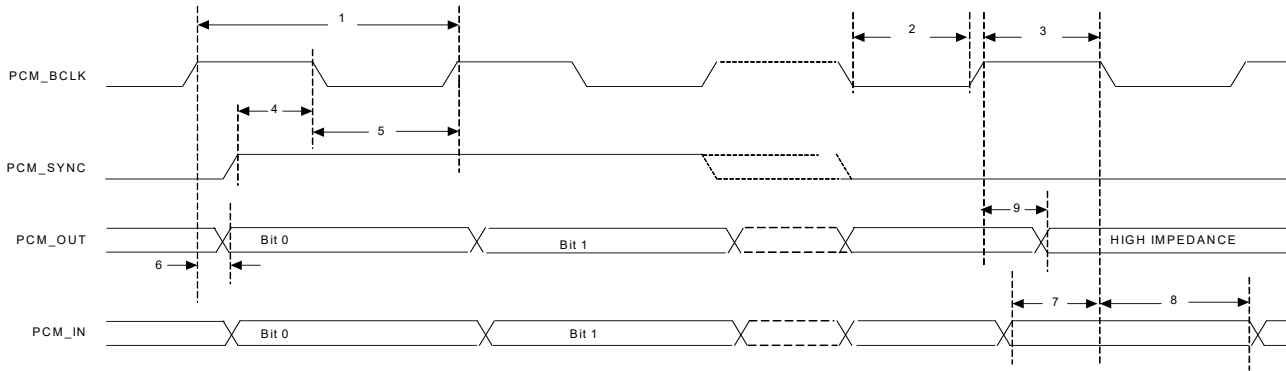 1
2
3
PCM_BCLK
4
5
PCM_SYNC
9
PCM_OUT
Bit 0
Bit 1
HIGH IMPEDANCE
6
7
8
PCM_IN
Bit 0
Bit 1